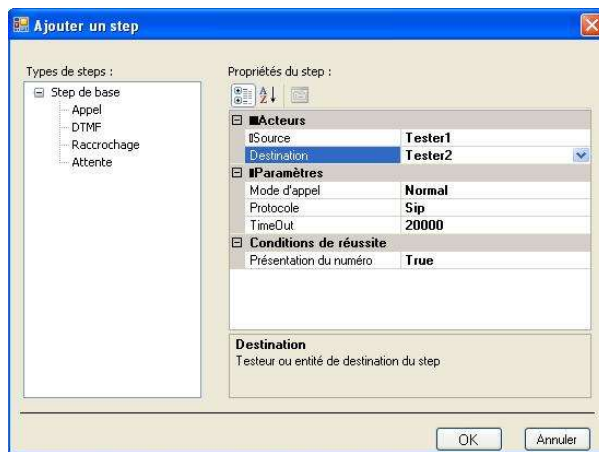 Ajouter un step
Types de steps :
Step de base
Appel
DTMF
Raccrochage
Attente
Propriétés du step :
Acteurs
Source Tester1
Destination Tester2
Paramètres
Mode d'appel Normal
Protocole Sip
TimeOut 20000
Conditions de réussite
Présentation du numéro True
Destination
Testeur ou entité de destination du step
OK Annuler